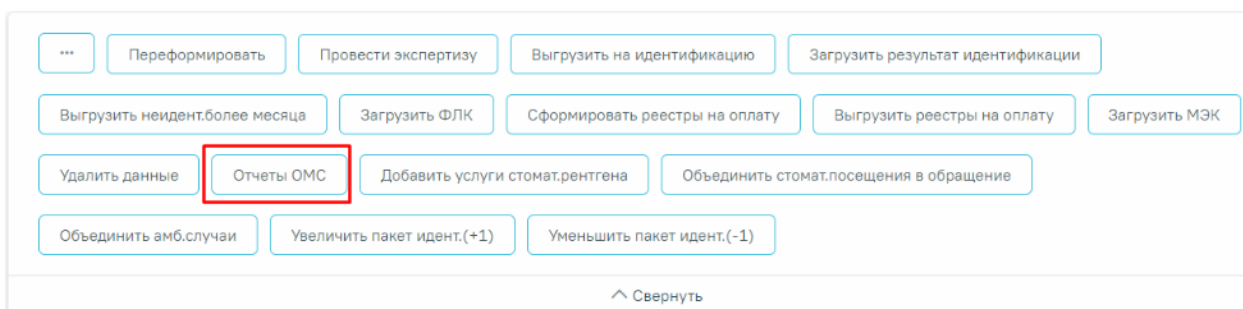 ... Переформировать Провести экспертизу Выгрузить на идентификацию Загрузить результат идентификации
Выгрузить неидент.более месяца Загрузить ФЛК Сформировать реестры на оплату Выгрузить реестры на оплату Загрузить МЭК
Удалить данные Отчеты ОМС Добавить услуги стомат.рентгена Объединить стомат.посещения в обращение
Объединить амб.случаи Увеличить пакет идент.(+1) Уменьшить пакет идент.(-1)
Свернуть